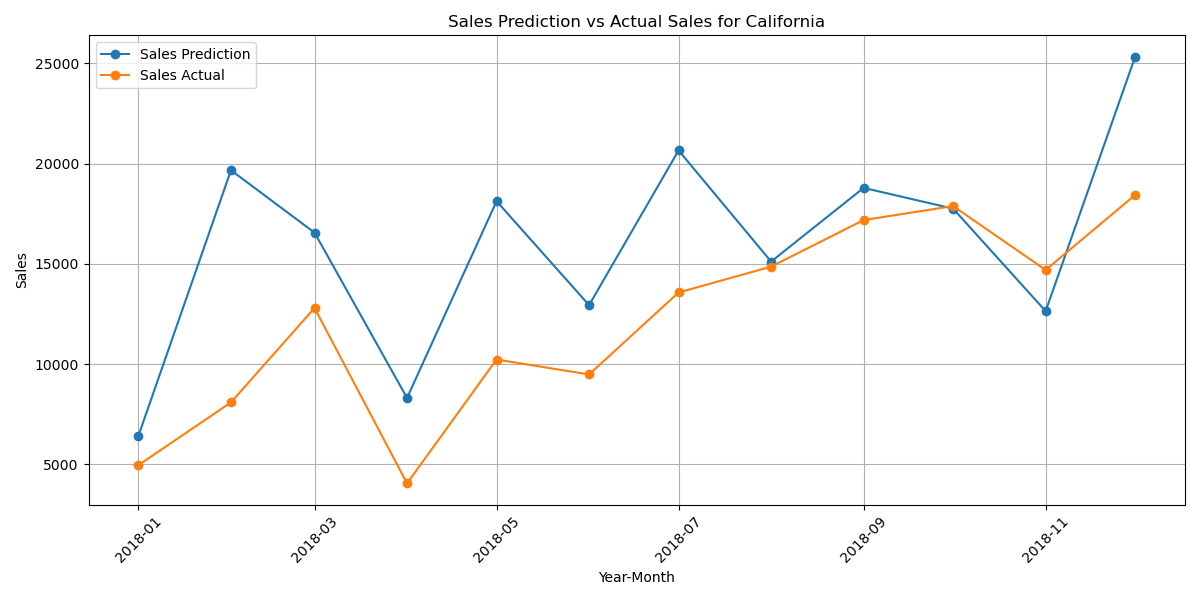 Sales Prediction vs Actual Sales for California
Sales Prediction
Sales Actual
25000
20000
15000
10000
5000
Sales
2018-01
2018-03
2018-05
2018-07
2018-09
2018-11
Year-Month